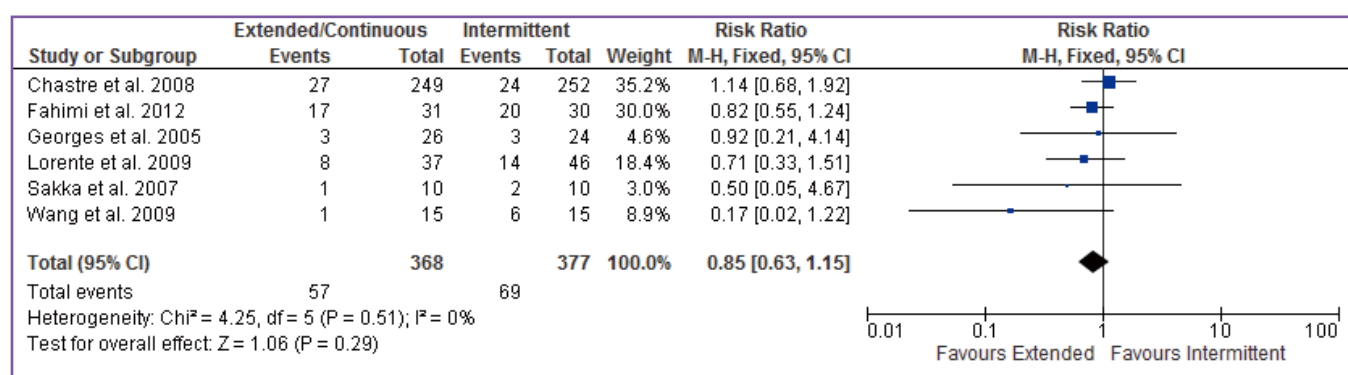 Extended/Continuous Intermittent Risk Ratio Risk Ratio
Study or Subgroup Events Total Events Total Weight M-H, Fixed, 95% CI M-H, Fixed, 95% CI
Chastre et al. 2008 27 249 24 252 35.2% 1.14 [0.68, 1.92]
Fahimi et al. 2012 17 31 20 30 30.0% 0.82 [0.55, 1.24]
Georges et al. 2005 3 26 3 24 4.6% 0.92 [0.21, 4.14]
Lorente et al. 2009 8 37 14 46 18.4% 0.71 [0.33, 1.51]
Sakka et al. 2007 1 10 2 10 3.0% 0.50 [0.05, 4.67]
Wang et al. 2009 1 15 6 15 8.9% 0.17 [0.02, 1.22]
Total (95% CI) 368 377 100.0% 0.85 [0.63, 1.15]
Total events 57 69
Heterogeneity: Chi² = 4.25, df = 5 (P = 0.51); I² = 0%
Test for overall effect: Z = 1.06 (P = 0.29)
0.01 0.1 1 10 100
Favours Extended Favours Intermittent